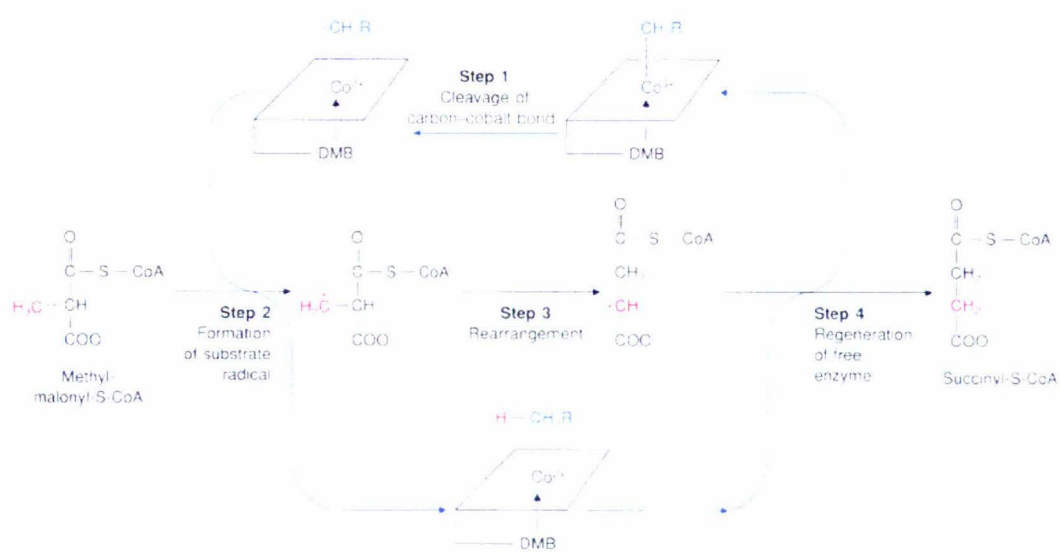 ·CH₂R
CH₂R
Co²⁺
Step 1
Cleavage of
carbon–cobalt bond
Co³⁺
DMB
DMB
O
C – S – CoA
H₃C – CH
COO
Methyl-
malonyl-S-CoA
Step 2
Formation
of substrate
radical
O
C – S – CoA
H₂Ċ – CH
COO
Step 3
Rearrangement
O
C S CoA
CH₂
·CH
COO
Step 4
Regeneration
of free
enzyme
O
C – S – CoA
CH₂
CH₂
COO
Succinyl-S-CoA
H – CH₂R
Co²⁺
DMB